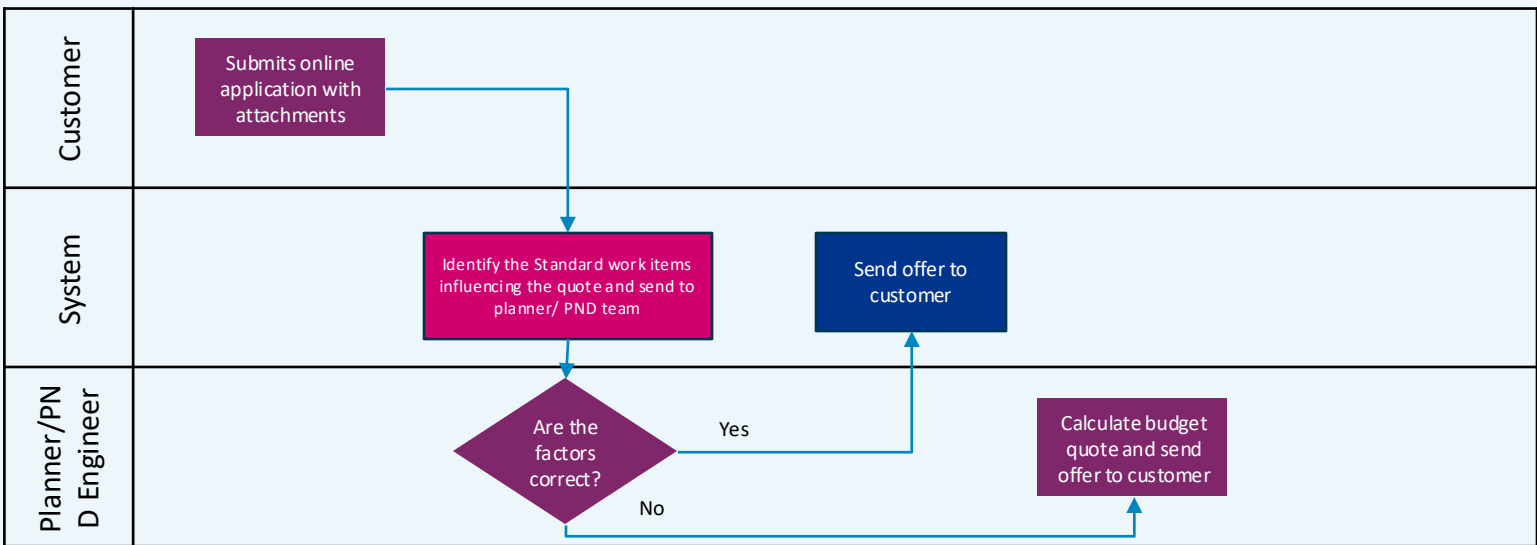 Customer
Submits online
application with
attachments
System
Identify the Standard work items
influencing the quote and send to
planner/ PND team
Send offer to
customer
Planner/PN
D Engineer
Are the
factors
correct?
Yes
No
Calculate budget
quote and send
offer to customer